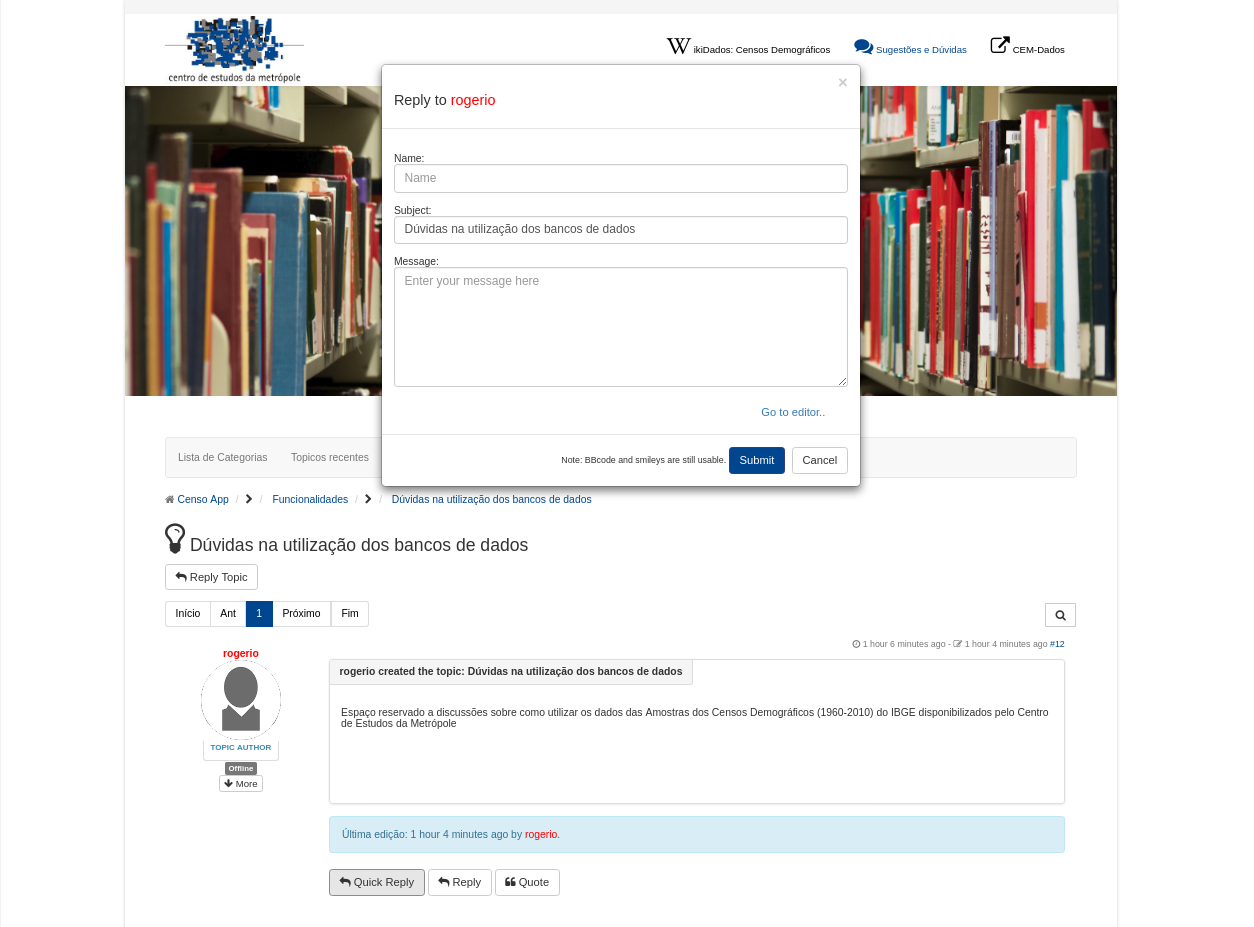 centro de estudos da metrópole
WikiDados: Censos Demográficos
Sugestões e Dúvidas
CEM-Dados
×
Reply to rogerio
Name:
Name
Subject:
Dúvidas na utilização dos bancos de dados
Message:
Enter your message here
Go to editor..
Note: BBcode and smileys are still usable.
Submit
Cancel
Lista de Categorias
Topicos recentes
Censo App / / Funcionalidades / / Dúvidas na utilização dos bancos de dados
Dúvidas na utilização dos bancos de dados
Reply Topic
Início
Ant
1
Próximo
Fim
1 hour 6 minutes ago - 1 hour 4 minutes ago #12
rogerio
TOPIC AUTHOR
Offline
More
rogerio created the topic: Dúvidas na utilização dos bancos de dados
Espaço reservado a discussões sobre como utilizar os dados das Amostras dos Censos Demográficos (1960-2010) do IBGE disponibilizados pelo Centro
de Estudos da Metrópole
Última edição: 1 hour 4 minutes ago by rogerio.
Quick Reply
Reply
Quote